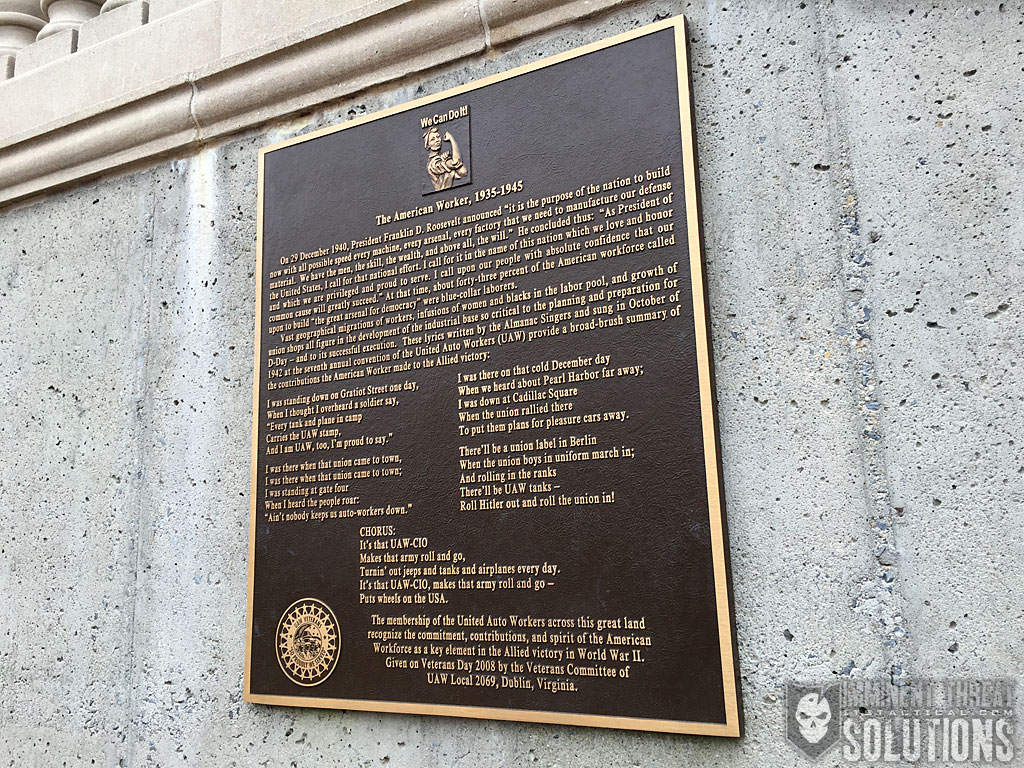 We Can Do It!
The American Worker, 1935-1945
On 29 December 1940, President Franklin D. Roosevelt announced "it is the purpose of the nation to build
now with all possible speed every machine, every arsenal, every factory that we need to manufacture our defense
material. We have the men, the skill, the wealth, and above all, the will." He concluded thus: "As President of
the United States, I call for that national effort. I call for it in the name of this nation which we love and honor
and which we are privileged and proud to serve. I call upon our people with absolute confidence that our
common cause will greatly succeed." At that time, about forty-three percent of the American workforce called
upon to build "the great arsenal for democracy" were blue-collar laborers.
Vast geographical migrations of workers, infusions of women and blacks in the labor pool, and growth of
union shops all figure in the development of the industrial base so critical to the planning and preparation for
D-Day – and to its successful execution. These lyrics written by the Almanac Singers and sung in October of
1942 at the seventh annual convention of the United Auto Workers (UAW) provide a broad-brush summary of
the contributions the American Worker made to the Allied victory:
I was standing down on Gratiot Street one day,
When I thought I overheard a soldier say,
"Every tank and plane in camp
Carries the UAW stamp,
And I am UAW, too, I'm proud to say."
I was there when that union came to town,
I was there when that union came to town;
I was standing at gate four
When I heard the people roar:
"Ain't nobody keeps us auto-workers down."
I was there on that cold December day
When we heard about Pearl Harbor far away;
I was down at Cadillac Square
When the union rallied there
To put them plans for pleasure cars away.
There'll be a union label in Berlin
When the union boys in uniform march in;
And rolling in the ranks
There'll be UAW tanks –
Roll Hitler out and roll the union in!
CHORUS:
It's that UAW-CIO
Makes that army roll and go,
Turnin' out jeeps and tanks and airplanes every day.
It's that UAW-CIO, makes that army roll and go –
Puts wheels on the USA.
The membership of the United Auto Workers across this great land
recognize the commitment, contributions, and spirit of the American
Workforce as a key element in the Allied victory in World War II.
Given on Veterans Day 2008 by the Veterans Committee of
UAW Local 2069, Dublin, Virginia.
IMMINENT THREAT
SOLUTIONS